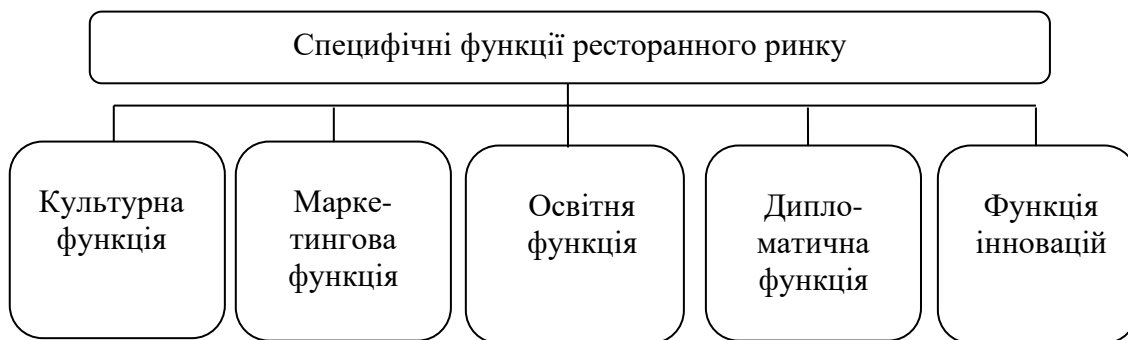 Специфічні функції ресторанного ринку
Культурна
функція
Марке-
тингова
функція
Освітня
функція
Дипло-
матична
функція
Функція
інновацій